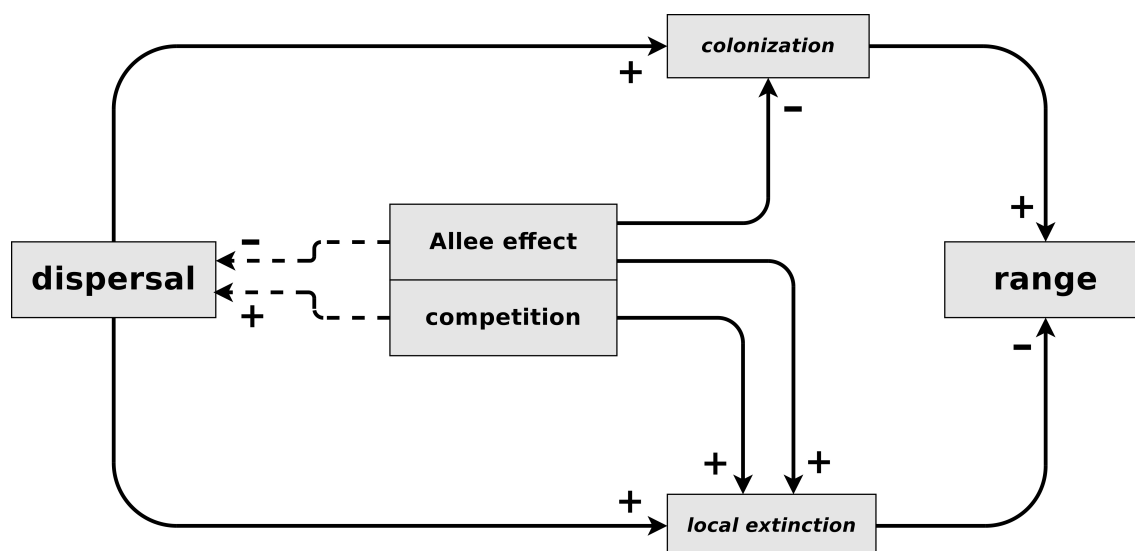 colonization
+
–
Allee effect
+
–
dispersal
range
+
competition
–
+
+
+
local extinction